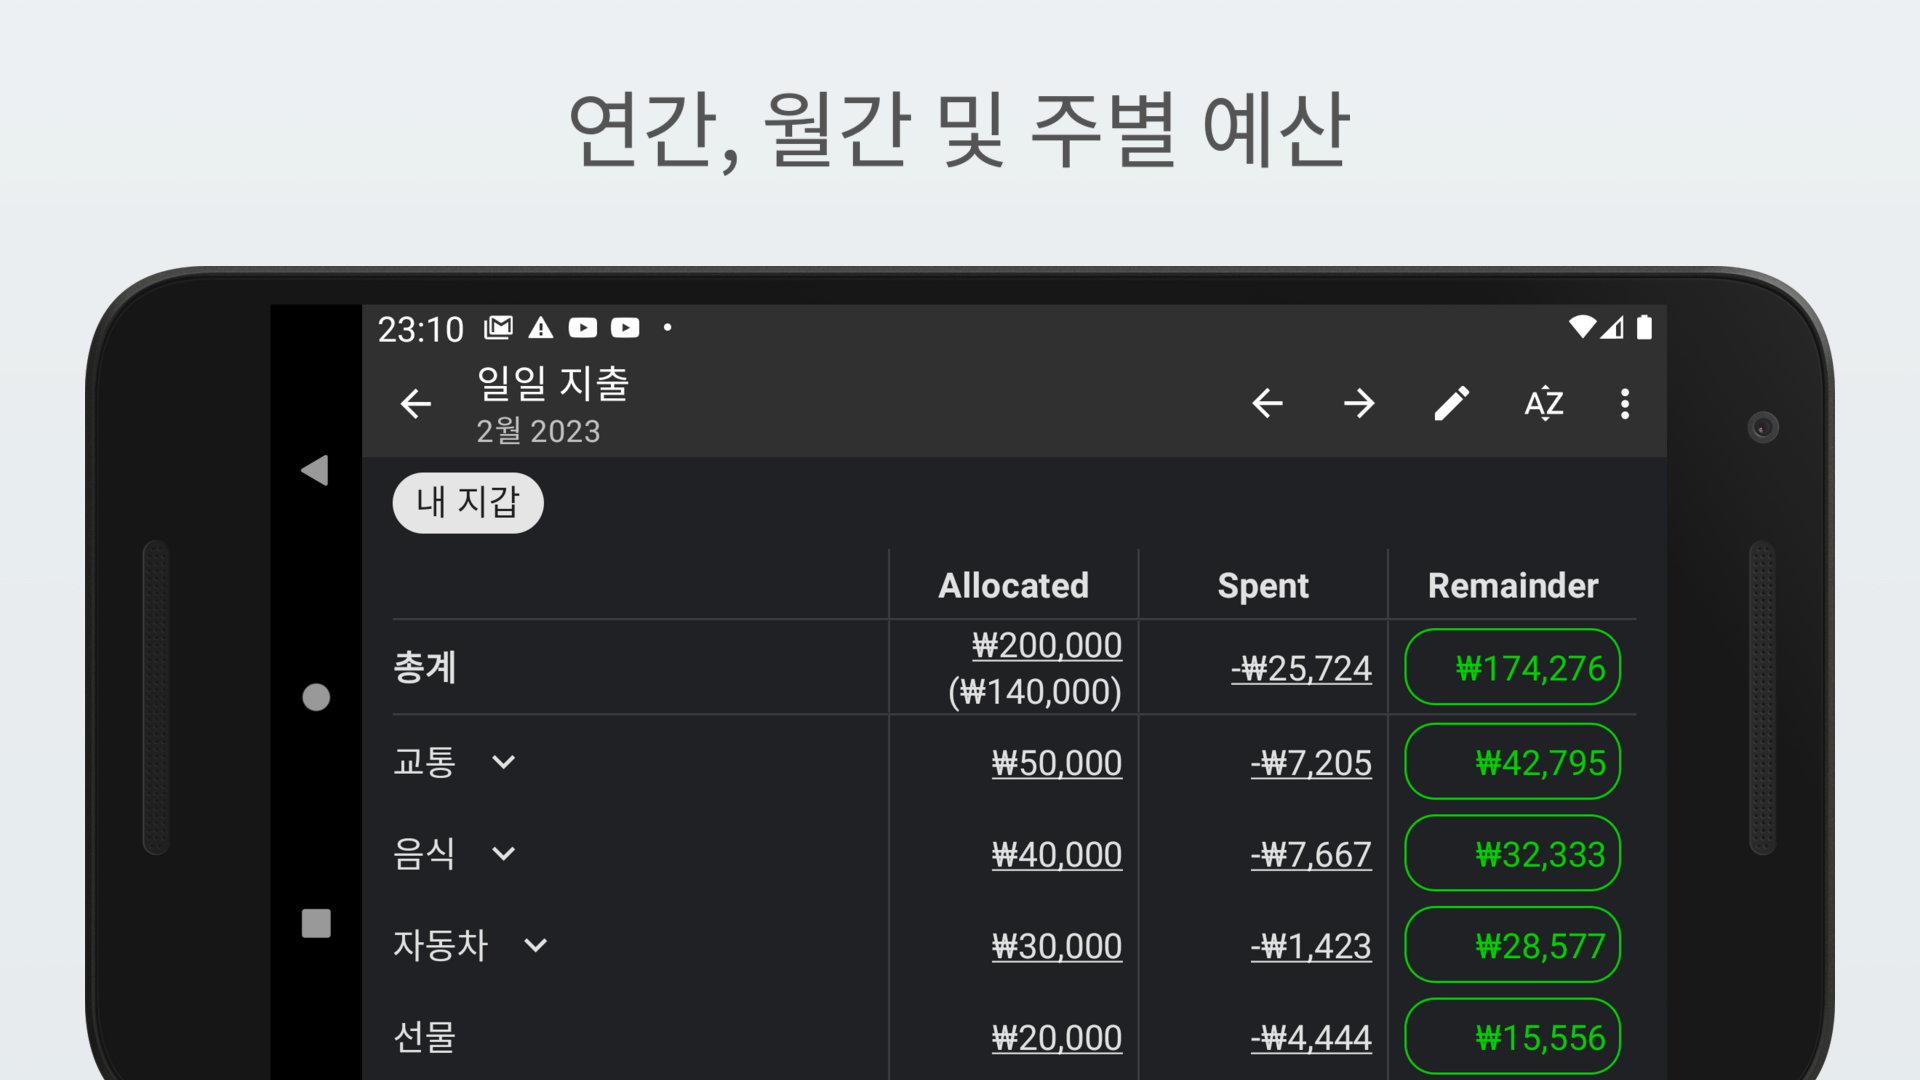 연간, 월간 및 주별 예산
23:10
일일 지출
2월 2023
AZ
내 지갑
Allocated Spent Remainder
총계 ₩200,000 (₩140,000) -₩25,724 ₩174,276
교통 ₩50,000 -₩7,205 ₩42,795
음식 ₩40,000 -₩7,667 ₩32,333
자동차 ₩30,000 -₩1,423 ₩28,577
선물 ₩20,000 -₩4,444 ₩15,556